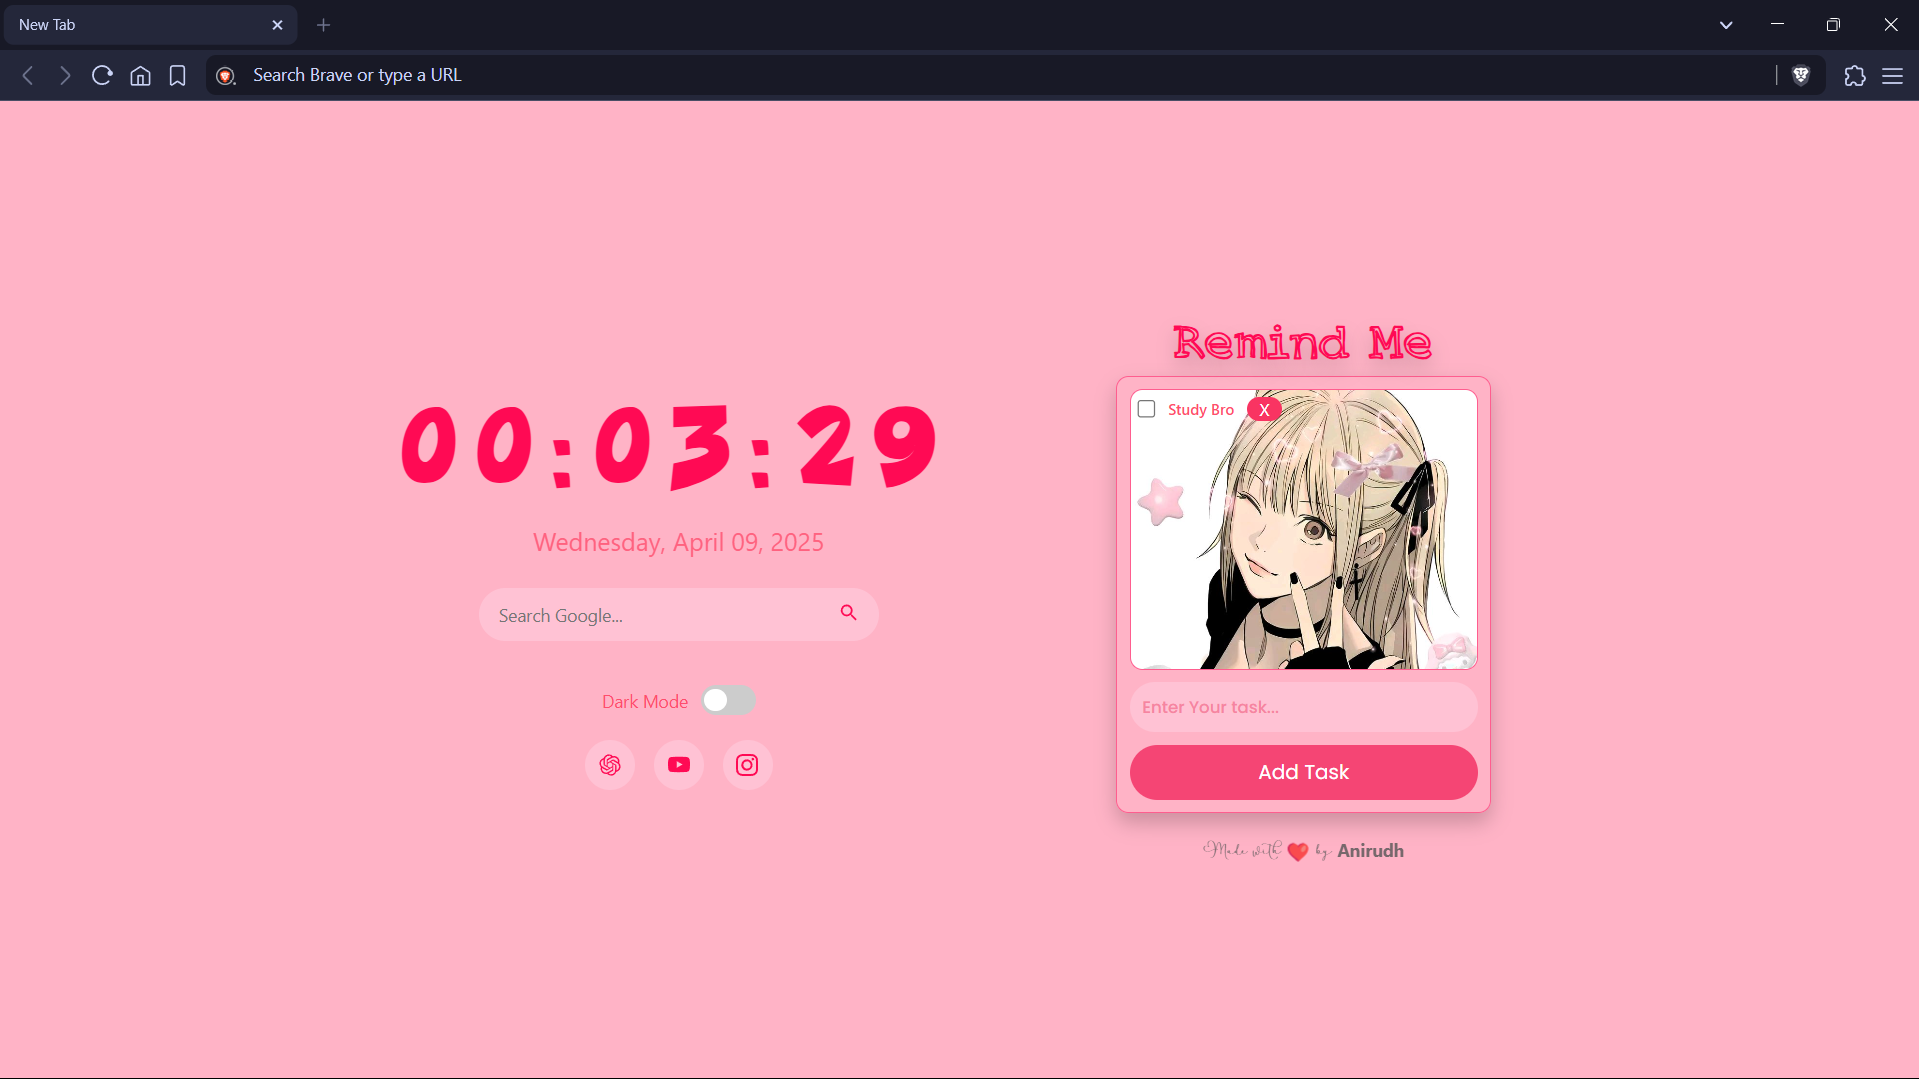 New Tab
Search Brave or type a URL
00:03:29
Wednesday, April 09, 2025
Search Google...
Dark Mode
Remind Me
Study Bro X
Enter Your task...
Add Task
Made with ❤️ by Anirudh